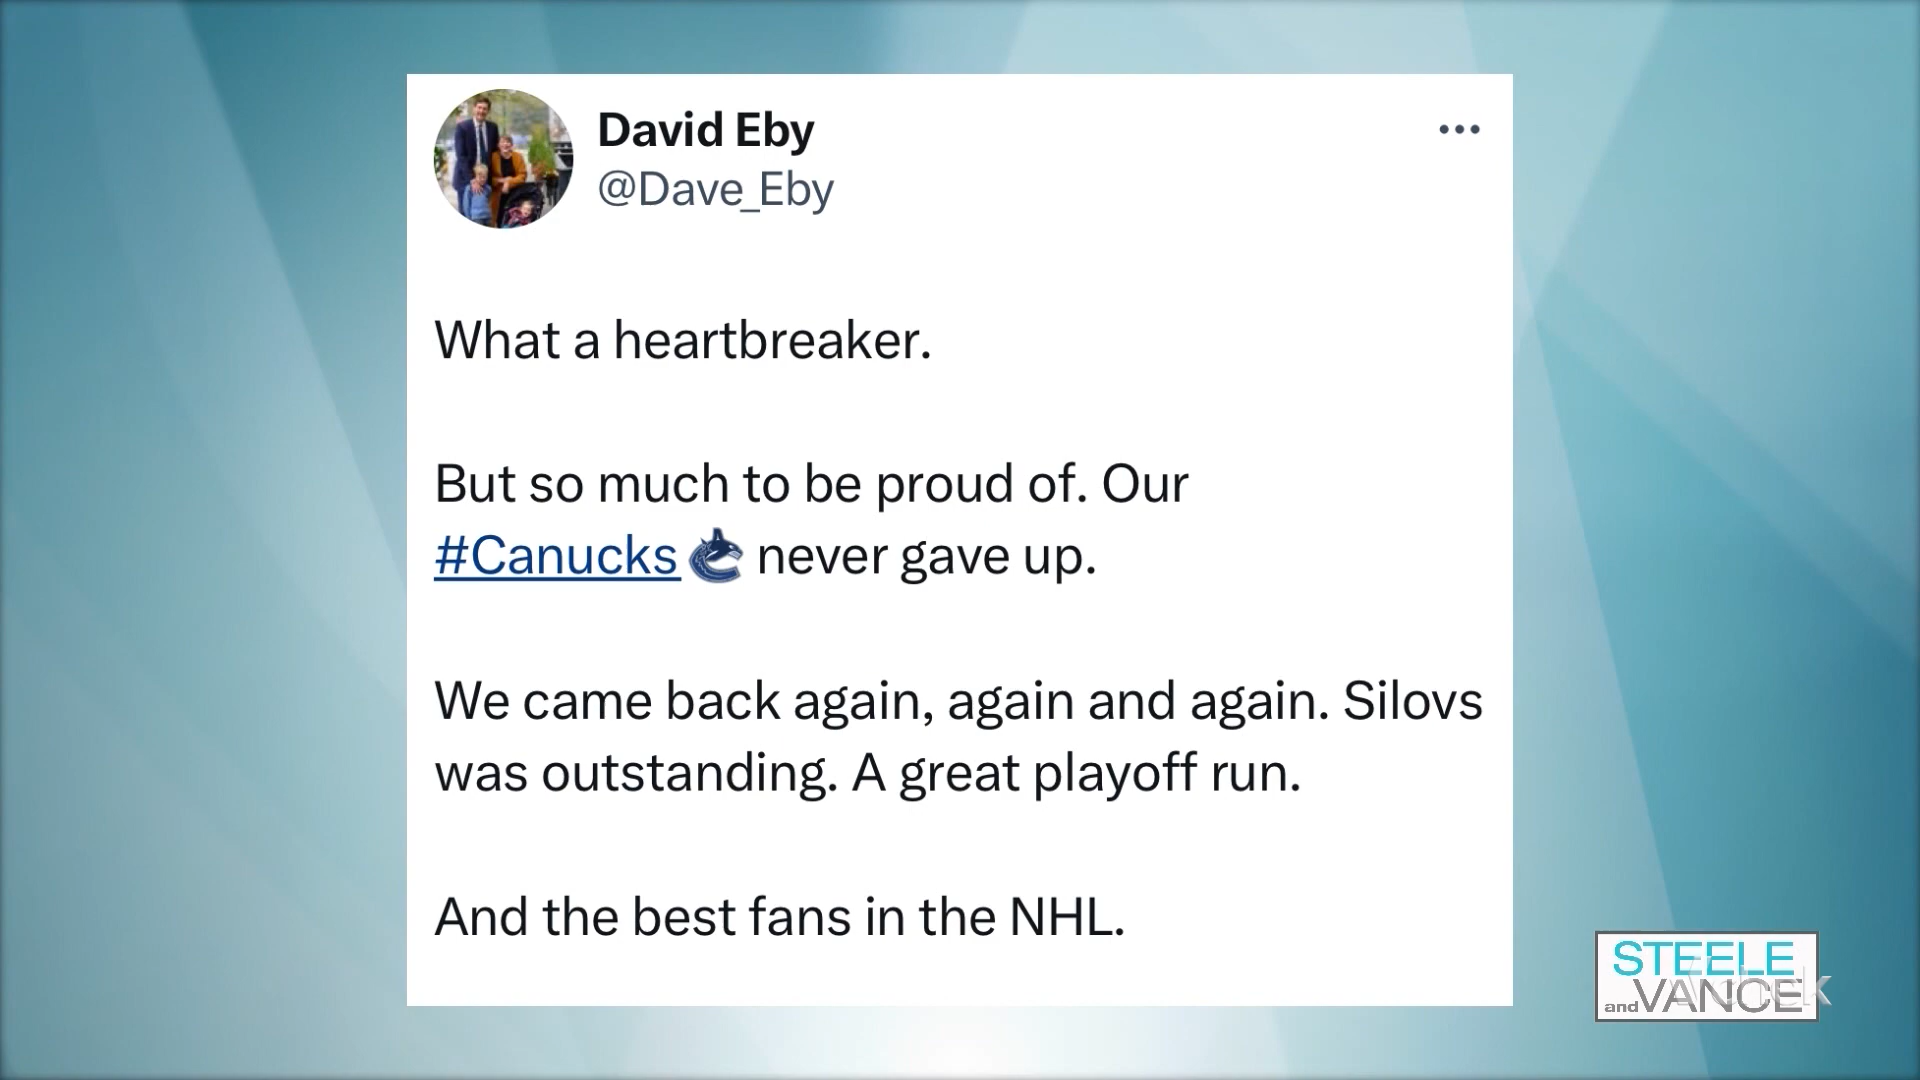 David Eby
@Dave_Eby
What a heartbreaker.
But so much to be proud of. Our
#Canucks never gave up.
We came back again, again and again. Silovs
was outstanding. A great playoff run.
And the best fans in the NHL.
STEELE
and VANCE